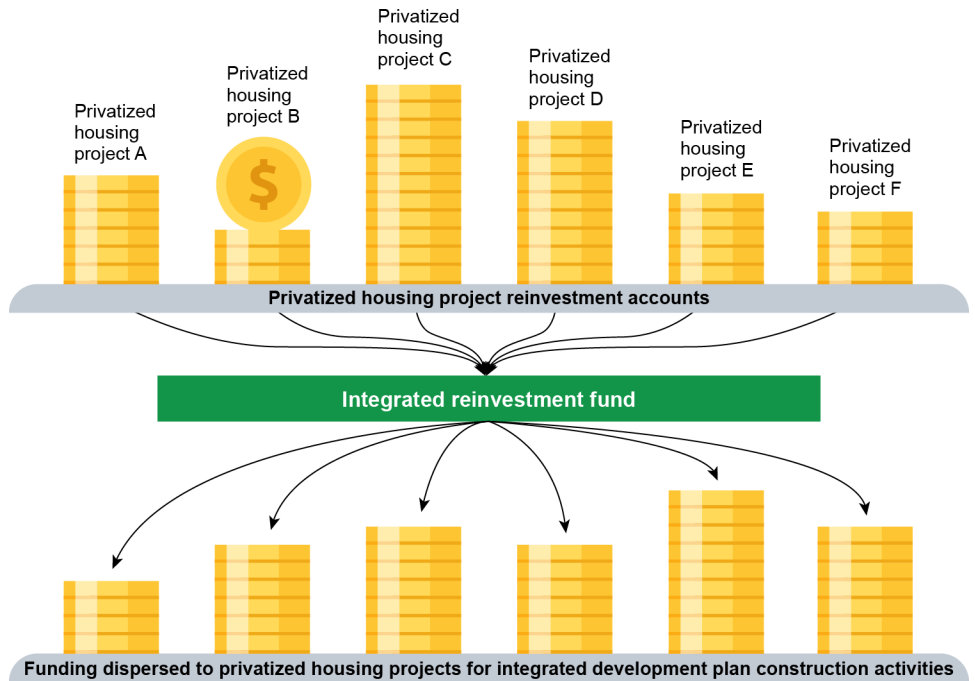 Privatized
housing
project A
Privatized
housing
project B
Privatized
housing
project C
Privatized
housing
project D
Privatized
housing
project E
Privatized
housing
project F
$
Privatized housing project reinvestment accounts
Integrated reinvestment fund
Funding dispersed to privatized housing projects for integrated development plan construction activities